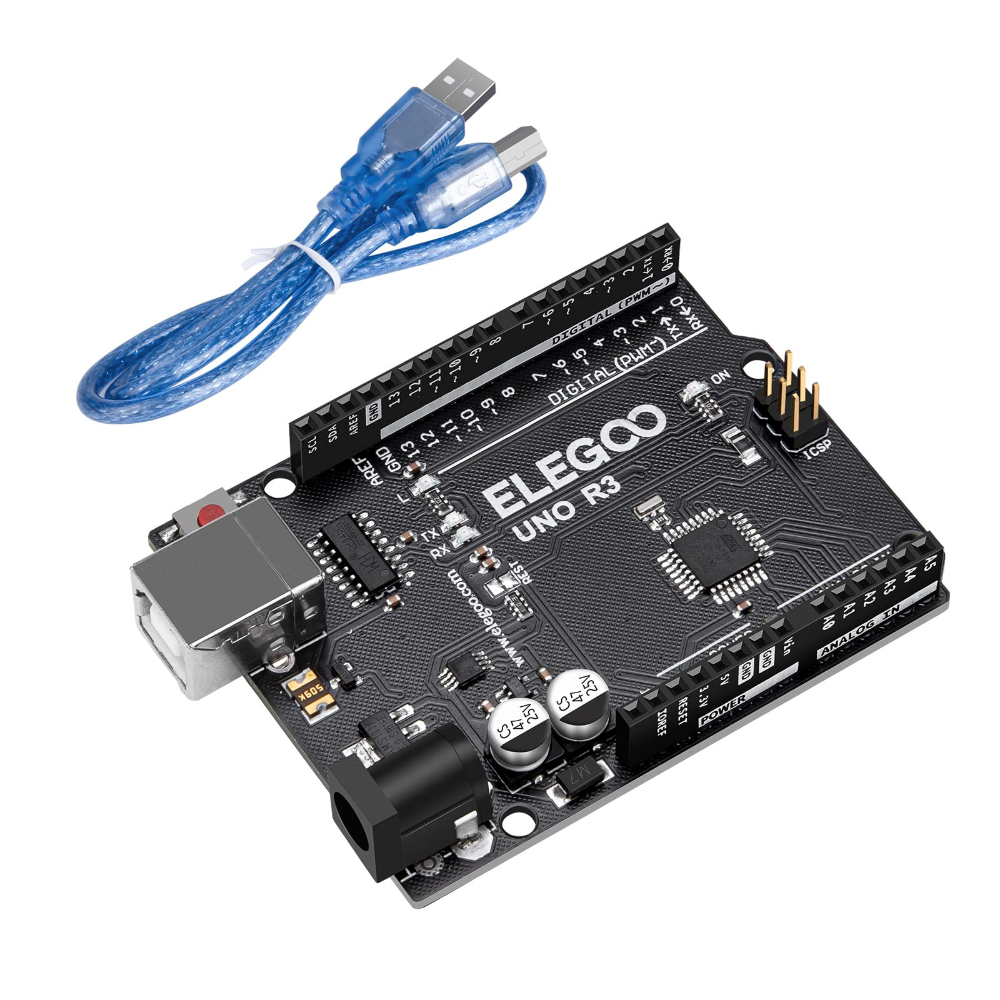 SCL
SDA
AREF
GND
13
12
~11
~10
~9
8
7
~6
~5
4
~3
2
1→TX
0→RX
DIGITAL (PWM~)
AREF
GND
13
12
~11
~10
~9
8
7
~6
~5
4
~3
2
TX→1
RX←0
DIGITAL(PWM~)
ON
ICSP
ELEGOO
UNO R3
L
TX
RX
REST
www.elegoo.com
509K
CS
47
25V
CS
47
25V
M7
IOREF
RESET
3.3V
5V
GND
GND
Vin
POWER
A0
A1
A2
A3
A4
A5
ANALOG IN